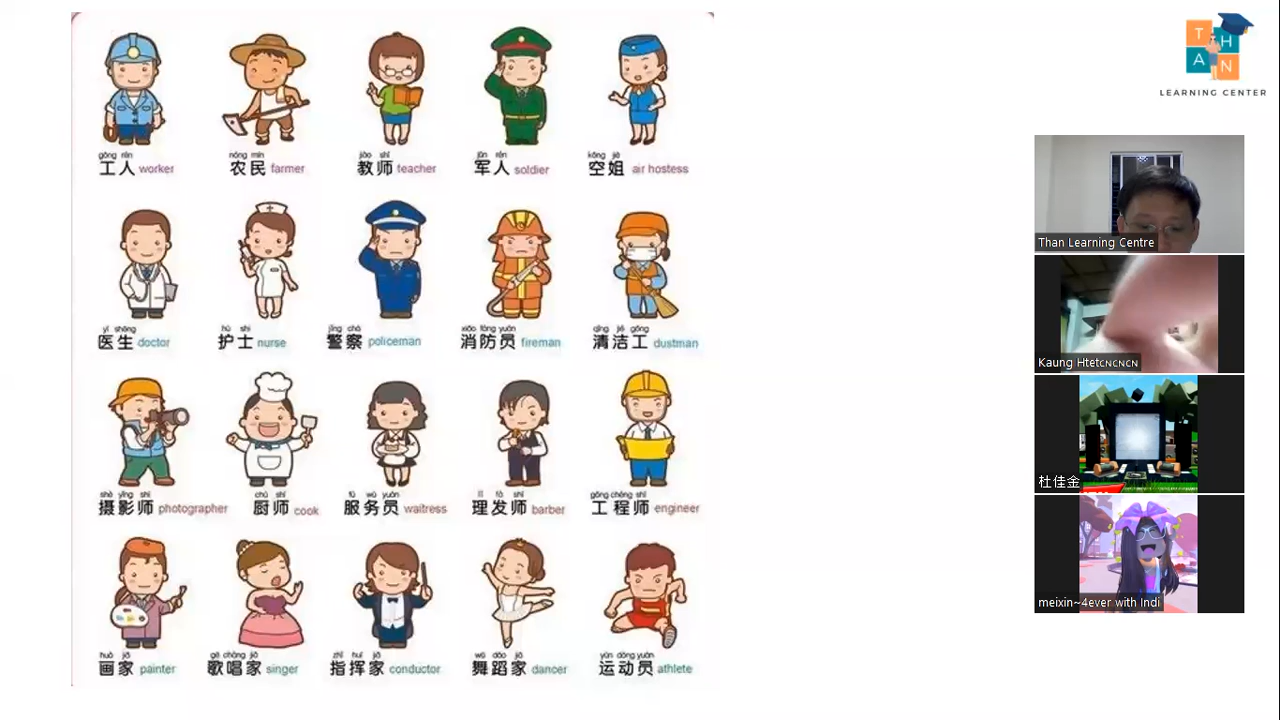 T H
A N
LEARNING CENTER
gōng rén nóng mín jiào shī jūn rén kōng jiě
工人 worker 农民 farmer 教师 teacher 军人 soldier 空姐 air hostess
yī shēng hù shi jǐng chá xiāo fáng yuán qīng jié gōng
医生 doctor 护士 nurse 警察 policeman 消防员 fireman 清洁工 dustman
shè yǐng shī chú shī fú wù yuán lǐ fà shī gōng chéng shī
摄影师 photographer 厨师 cook 服务员 waitress 理发师 barber 工程师 engineer
huà jiā gē chàng jiā zhǐ huī jiā wǔ dǎo jiā yùn dòng yuán
画家 painter 歌唱家 singer 指挥家 conductor 舞蹈家 dancer 运动员 athlete
Than Learning Centre
Kaung HtetCNCNCN
杜佳金
meixin~4ever with Indi